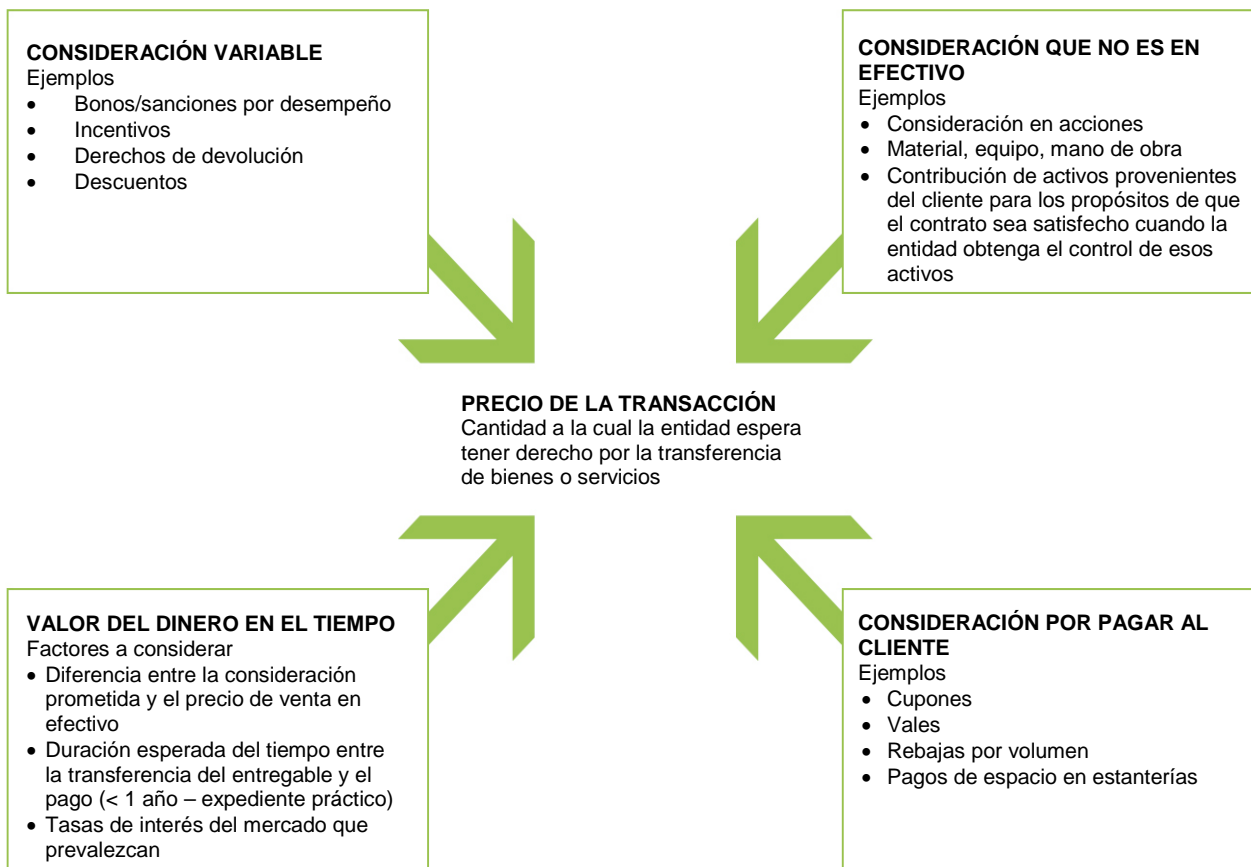 CONSIDERACIÓN VARIABLE
Ejemplos
• Bonos/sanciones por desempeño
• Incentivos
• Derechos de devolución
• Descuentos
CONSIDERACIÓN QUE NO ES EN
EFECTIVO
Ejemplos
• Consideración en acciones
• Material, equipo, mano de obra
• Contribución de activos provenientes
del cliente para los propósitos de que
el contrato sea satisfecho cuando la
entidad obtenga el control de esos
activos
PRECIO DE LA TRANSACCIÓN
Cantidad a la cual la entidad espera
tener derecho por la transferencia
de bienes o servicios
VALOR DEL DINERO EN EL TIEMPO
Factores a considerar
• Diferencia entre la consideración
prometida y el precio de venta en
efectivo
• Duración esperada del tiempo entre
la transferencia del entregable y el
pago (< 1 año – expediente práctico)
• Tasas de interés del mercado que
prevalezcan
CONSIDERACIÓN POR PAGAR AL
CLIENTE
Ejemplos
• Cupones
• Vales
• Rebajas por volumen
• Pagos de espacio en estanterías